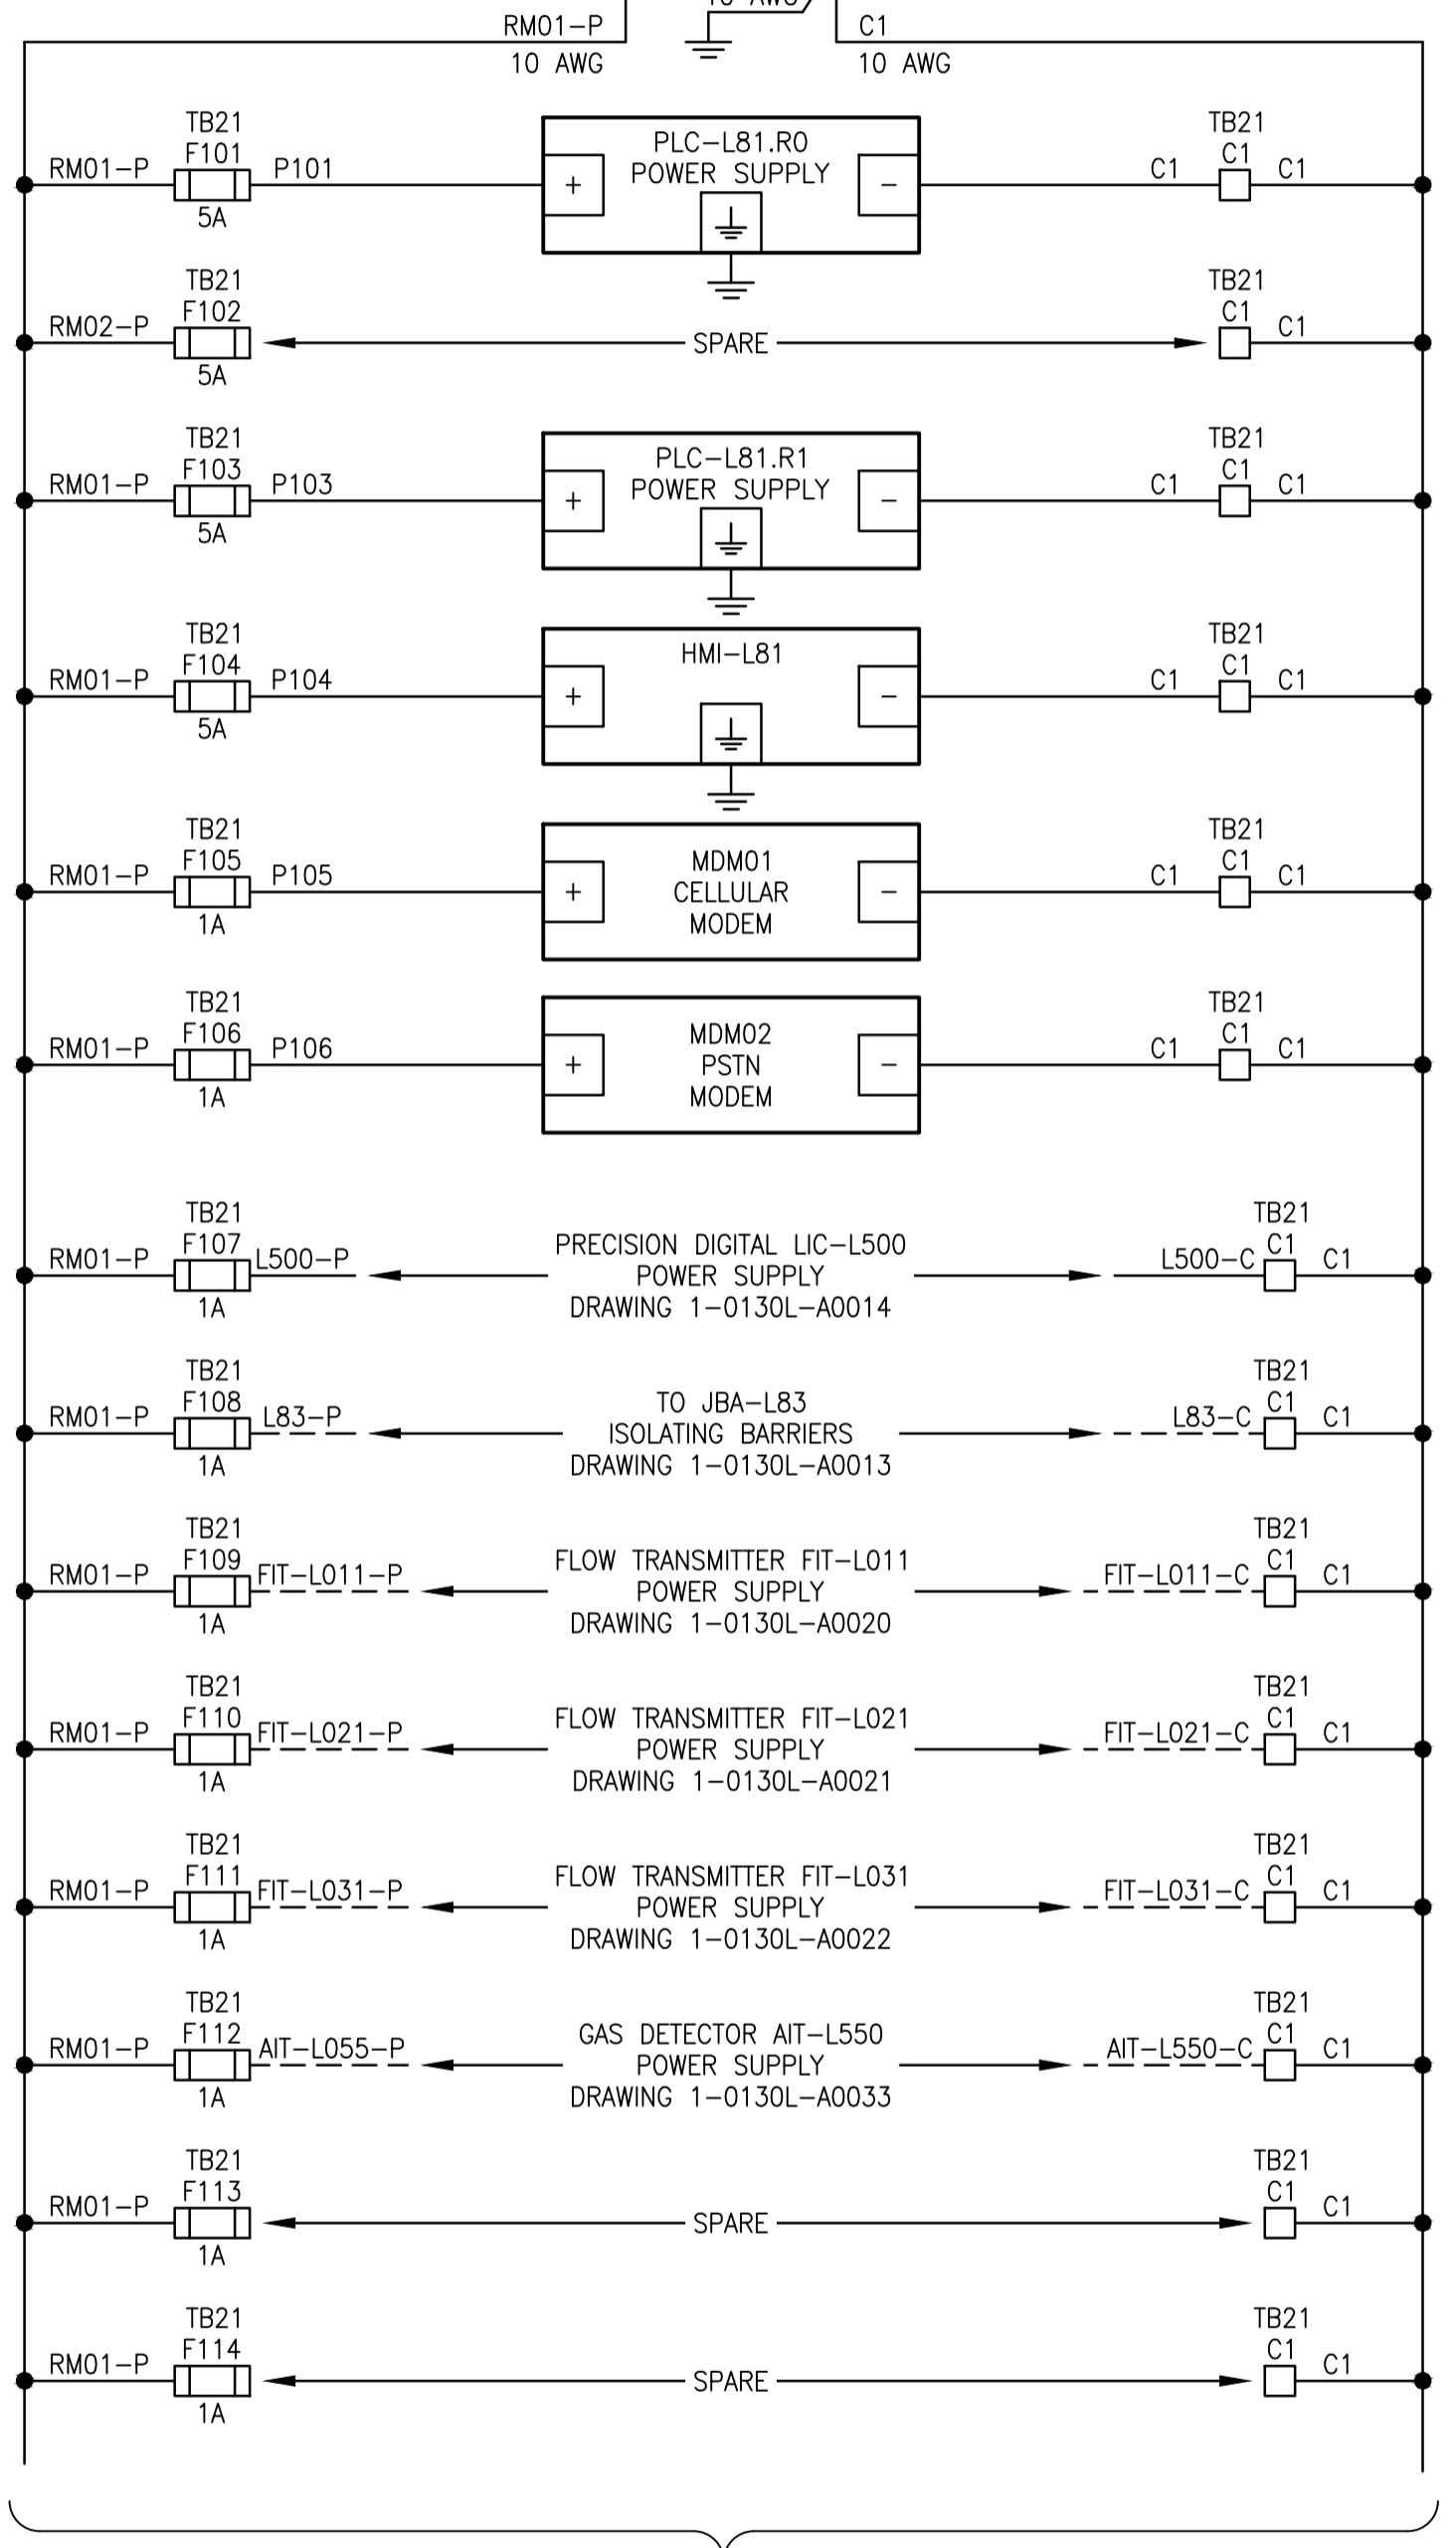 10 AWG
RM01-P
C1
10 AWG
10 AWG
TB21
F101
RM01-P
P101
5A
PLC-L81.R0
POWER SUPPLY
+
-
TB21
C1
C1
C1
TB21
F102
RM02-P
5A
SPARE
TB21
C1
C1
TB21
F103
RM01-P
P103
5A
PLC-L81.R1
POWER SUPPLY
+
-
TB21
C1
C1
C1
TB21
F104
RM01-P
P104
5A
HMI-L81
+
-
TB21
C1
C1
C1
TB21
F105
RM01-P
P105
1A
MDM01
CELLULAR
MODEM
+
-
TB21
C1
C1
C1
TB21
F106
RM01-P
P106
1A
MDM02
PSTN
MODEM
+
-
TB21
C1
C1
C1
TB21
F107
RM01-P
L500-P
1A
PRECISION DIGITAL LIC-L500
POWER SUPPLY
DRAWING 1-0130L-A0014
TB21
C1
L500-C
C1
TB21
F108
RM01-P
L83-P
1A
TO JBA-L83
ISOLATING BARRIERS
DRAWING 1-0130L-A0013
TB21
C1
L83-C
C1
TB21
F109
RM01-P
FIT-L011-P
1A
FLOW TRANSMITTER FIT-L011
POWER SUPPLY
DRAWING 1-0130L-A0020
TB21
C1
FIT-L011-C
C1
TB21
F110
RM01-P
FIT-L021-P
1A
FLOW TRANSMITTER FIT-L021
POWER SUPPLY
DRAWING 1-0130L-A0021
TB21
C1
FIT-L021-C
C1
TB21
F111
RM01-P
FIT-L031-P
1A
FLOW TRANSMITTER FIT-L031
POWER SUPPLY
DRAWING 1-0130L-A0022
TB21
C1
FIT-L031-C
C1
TB21
F112
RM01-P
AIT-L055-P
1A
GAS DETECTOR AIT-L550
POWER SUPPLY
DRAWING 1-0130L-A0033
TB21
C1
AIT-L550-C
C1
TB21
F113
RM01-P
1A
SPARE
TB21
C1
C1
TB21
F114
RM01-P
1A
SPARE
TB21
C1
C1